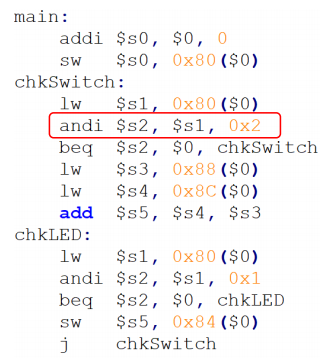 main:
addi $s0, $0, 0
sw $s0, 0x80($0)
chkSwitch:
lw $s1, 0x80($0)
andi $s2, $s1, 0x2
beq $s2, $0, chkSwitch
lw $s3, 0x88($0)
lw $s4, 0x8C($0)
add $s5, $s4, $s3
chkLED:
lw $s1, 0x80($0)
andi $s2, $s1, 0x1
beq $s2, $0, chkLED
sw $s5, 0x84($0)
j chkSwitch